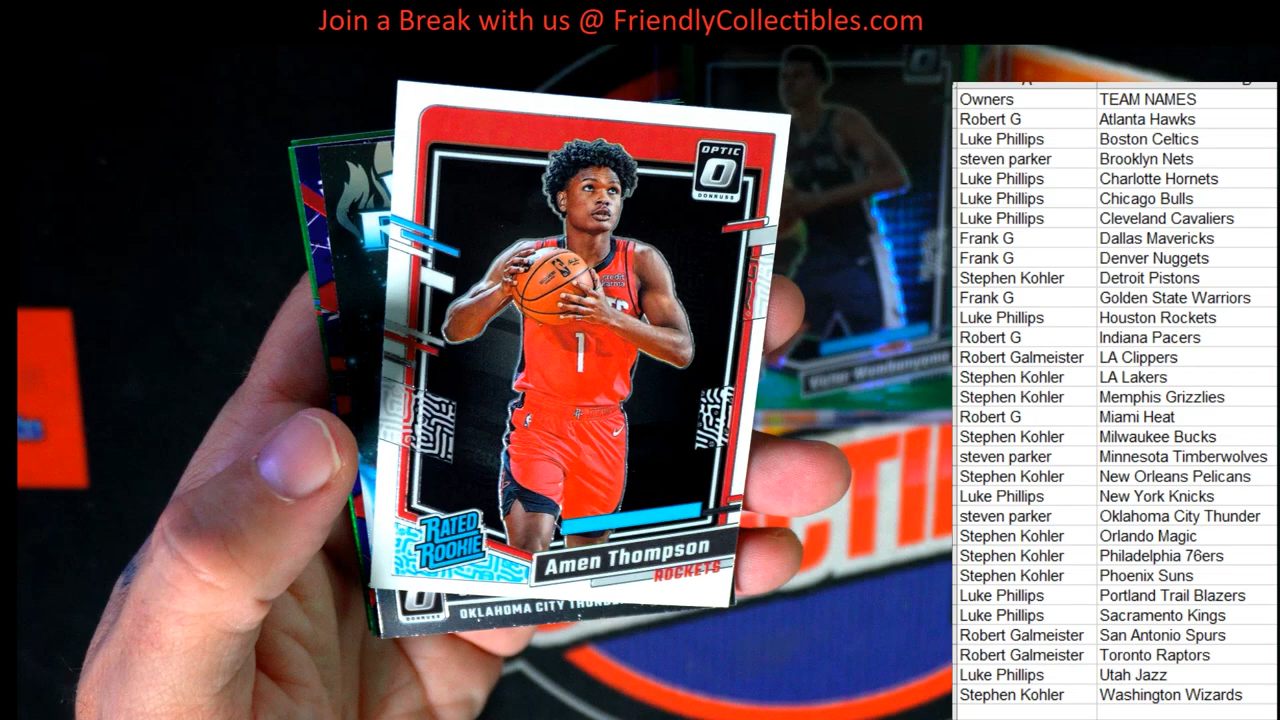 Join a Break with us @ FriendlyCollectibles.com
OPTIC
DONRUSS
credit karma
1
RATED
ROOKIE
Amen Thompson
ROCKETS
DONRUSS
OKLAHOMA CITY THUNDE
Victor Wembanyama
Owners TEAM NAMES
Robert G Atlanta Hawks
Luke Phillips Boston Celtics
steven parker Brooklyn Nets
Luke Phillips Charlotte Hornets
Luke Phillips Chicago Bulls
Luke Phillips Cleveland Cavaliers
Frank G Dallas Mavericks
Frank G Denver Nuggets
Stephen Kohler Detroit Pistons
Frank G Golden State Warriors
Luke Phillips Houston Rockets
Robert G Indiana Pacers
Robert Galmeister LA Clippers
Stephen Kohler LA Lakers
Stephen Kohler Memphis Grizzlies
Robert G Miami Heat
Stephen Kohler Milwaukee Bucks
steven parker Minnesota Timberwolves
Stephen Kohler New Orleans Pelicans
Luke Phillips New York Knicks
steven parker Oklahoma City Thunder
Stephen Kohler Orlando Magic
Stephen Kohler Philadelphia 76ers
Stephen Kohler Phoenix Suns
Luke Phillips Portland Trail Blazers
Luke Phillips Sacramento Kings
Robert Galmeister San Antonio Spurs
Robert Galmeister Toronto Raptors
Luke Phillips Utah Jazz
Stephen Kohler Washington Wizards